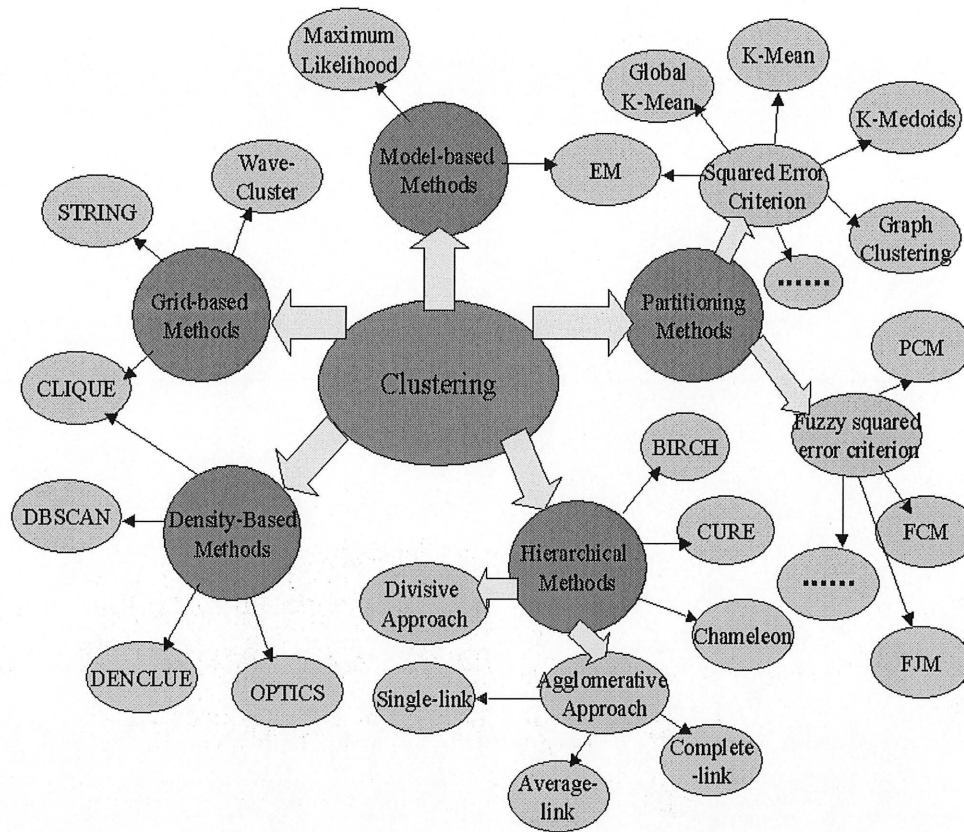 Maximum
Likelihood
K-Mean
Global
K-Mean
K-Medoids
Model-based
Methods
EM
Squared Error
Criterion
Wave-
Cluster
STRING
Graph
Clustering
......
Grid-based
Methods
Partitioning
Methods
PCM
CLIQUE
Clustering
Fuzzy squared
error criterion
BIRCH
DBSCAN
Density-Based
Methods
CURE
FCM
Hierarchical
Methods
......
Divisive
Approach
Chameleon
FJM
DENCLUE
OPTICS
Single-link
Agglomerative
Approach
Complete
-link
Average-
link